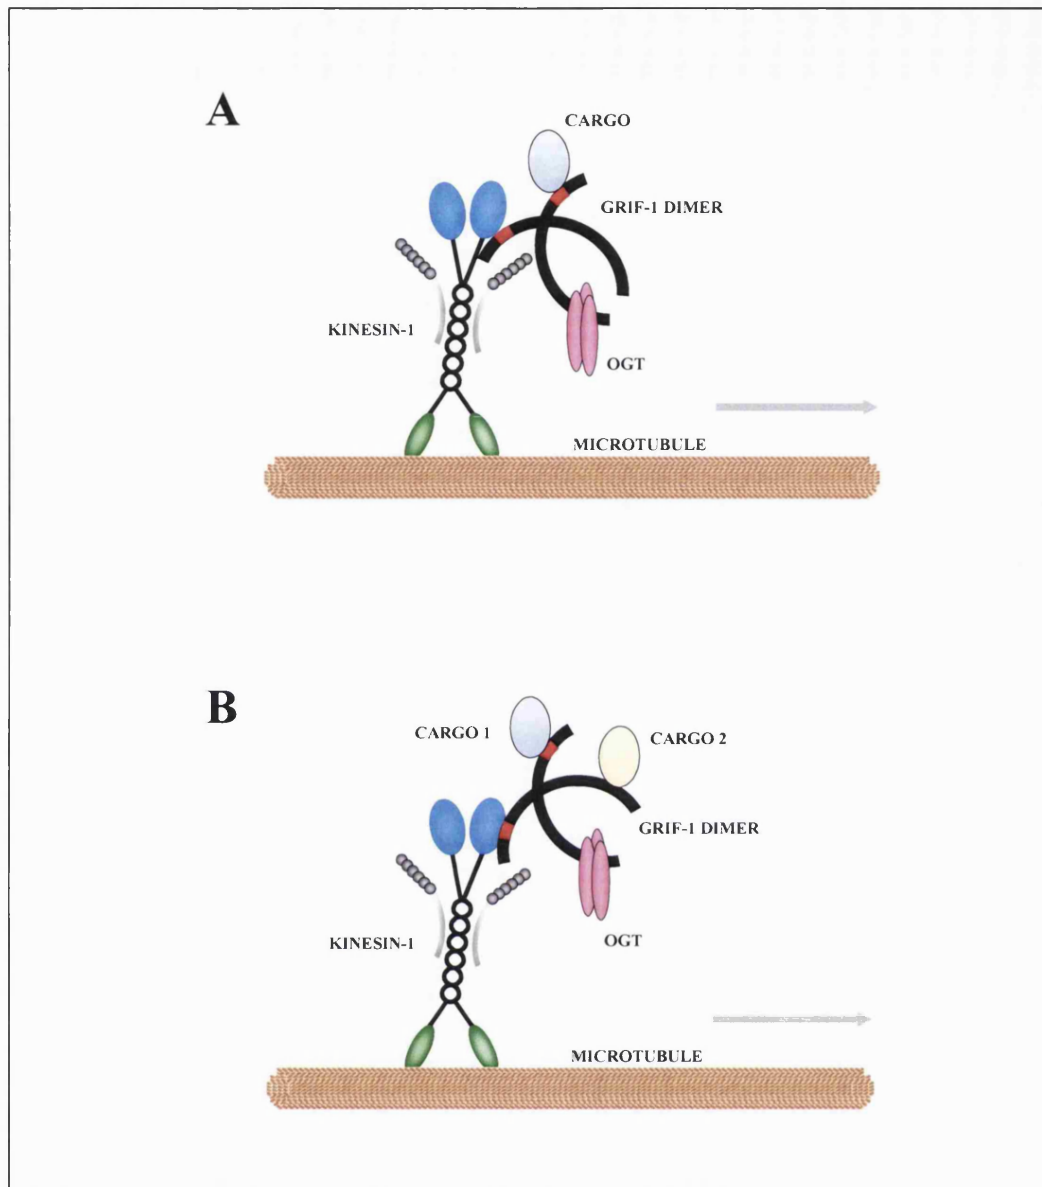 A
CARGO
GRIF-1 DIMER
KINESIN-1
OGT
MICROTUBULE
B
CARGO 1
CARGO 2
GRIF-1 DIMER
KINESIN-1
OGT
MICROTUBULE